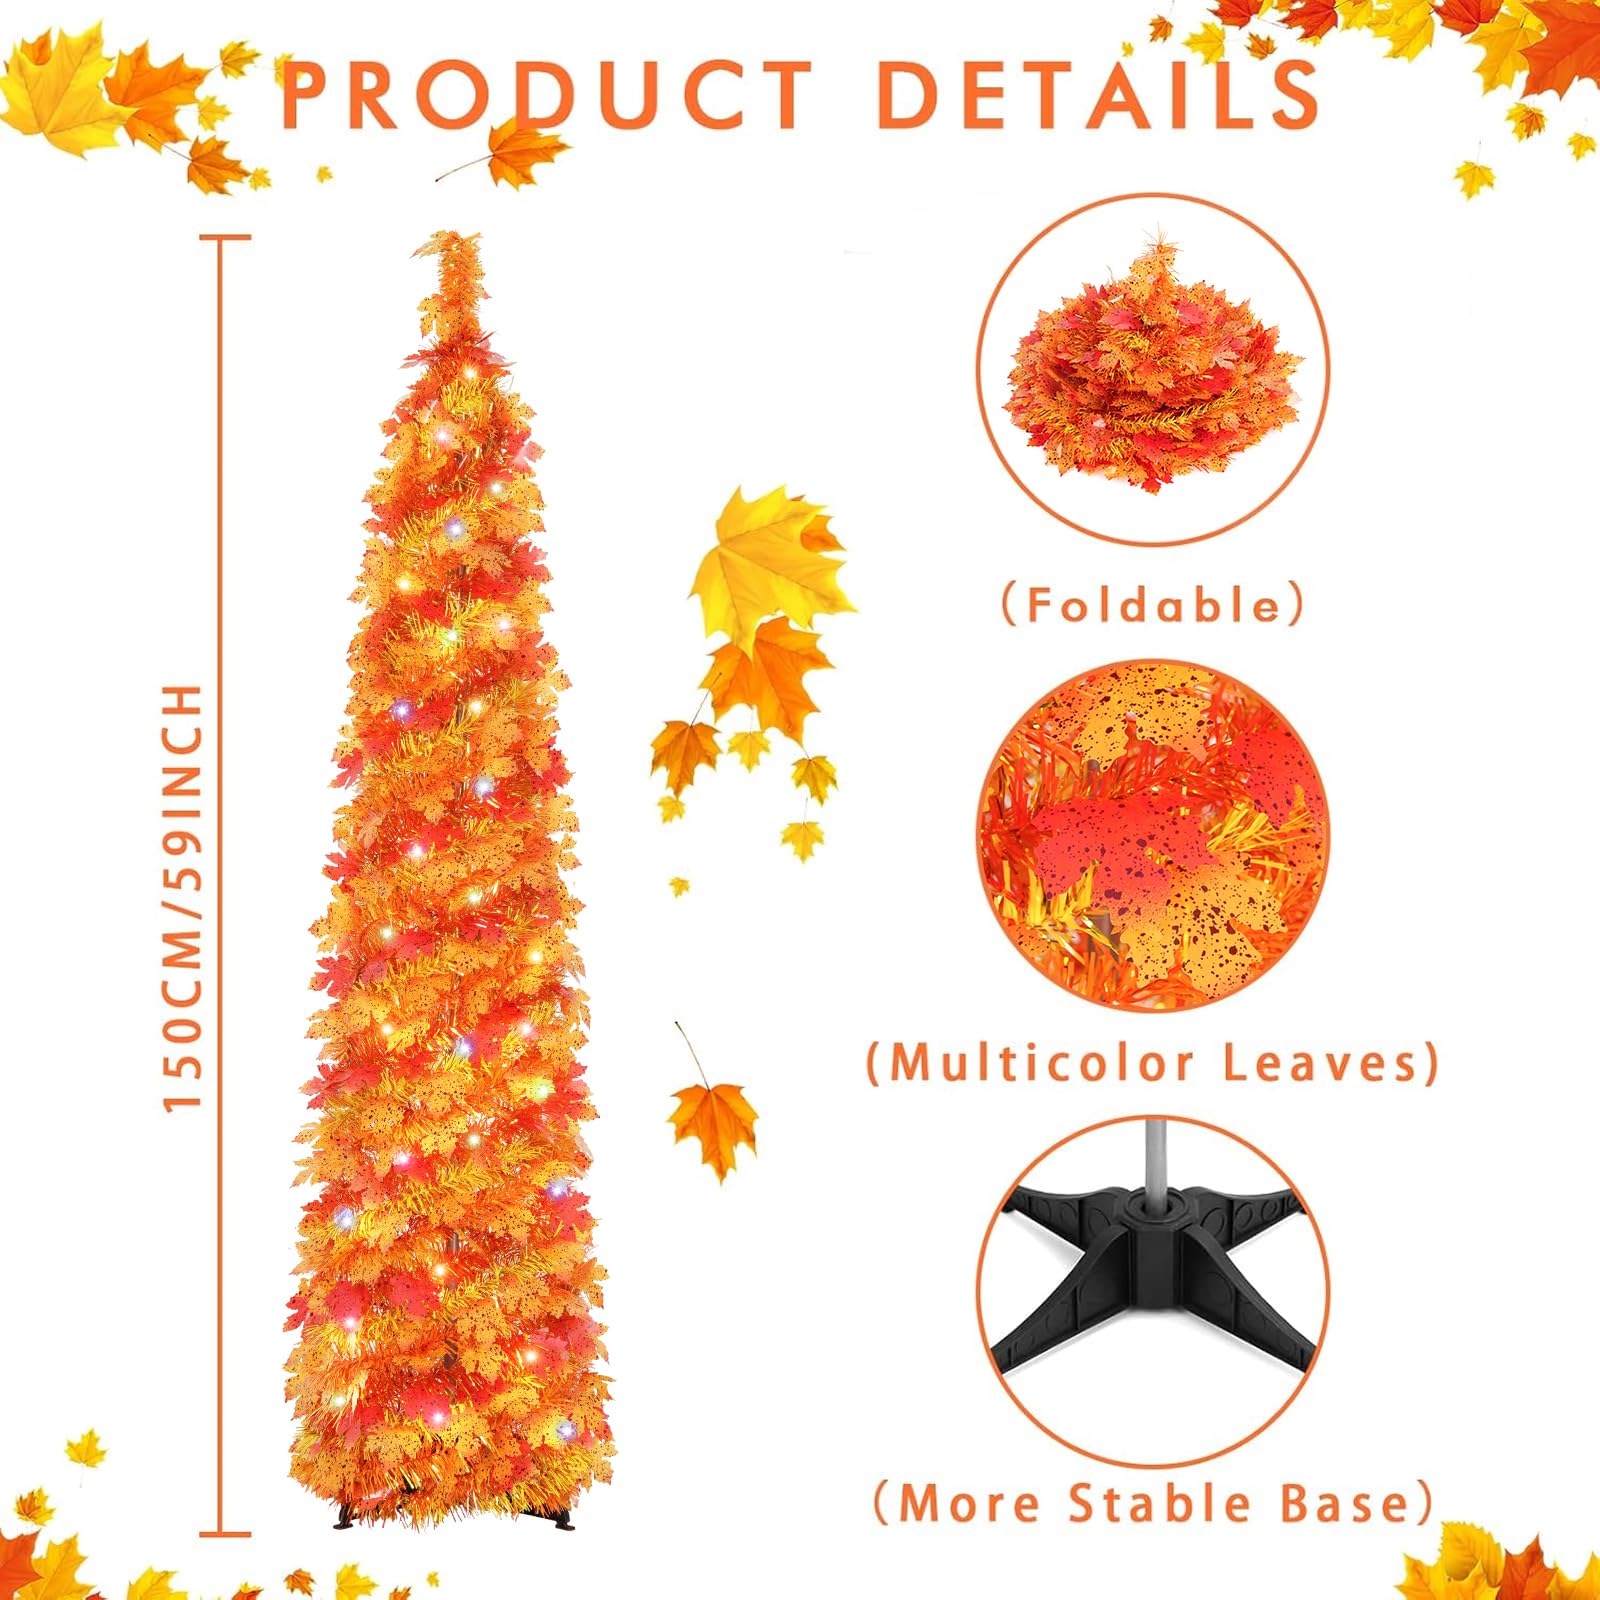 PRODUCT DETAILS
150CM/59INCH
(Foldable)
(Multicolor Leaves)
(More Stable Base)